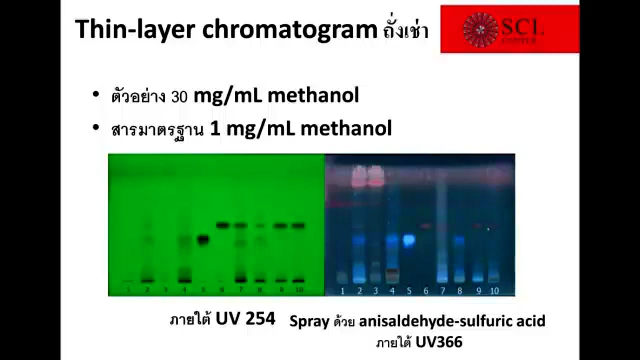 Thin-layer chromatogram ถั่งเช่า
SCI.
• ตัวอย่าง 30 mg/mL methanol
• สารมาตรฐาน 1 mg/mL methanol
1 2 3 4 5 6 7 8 9 10
1 2 3 4 5 6 7 8 9 10
ภายใต้ UV 254
Spray ด้วย anisaldehyde-sulfuric acid
ภายใต้ UV366